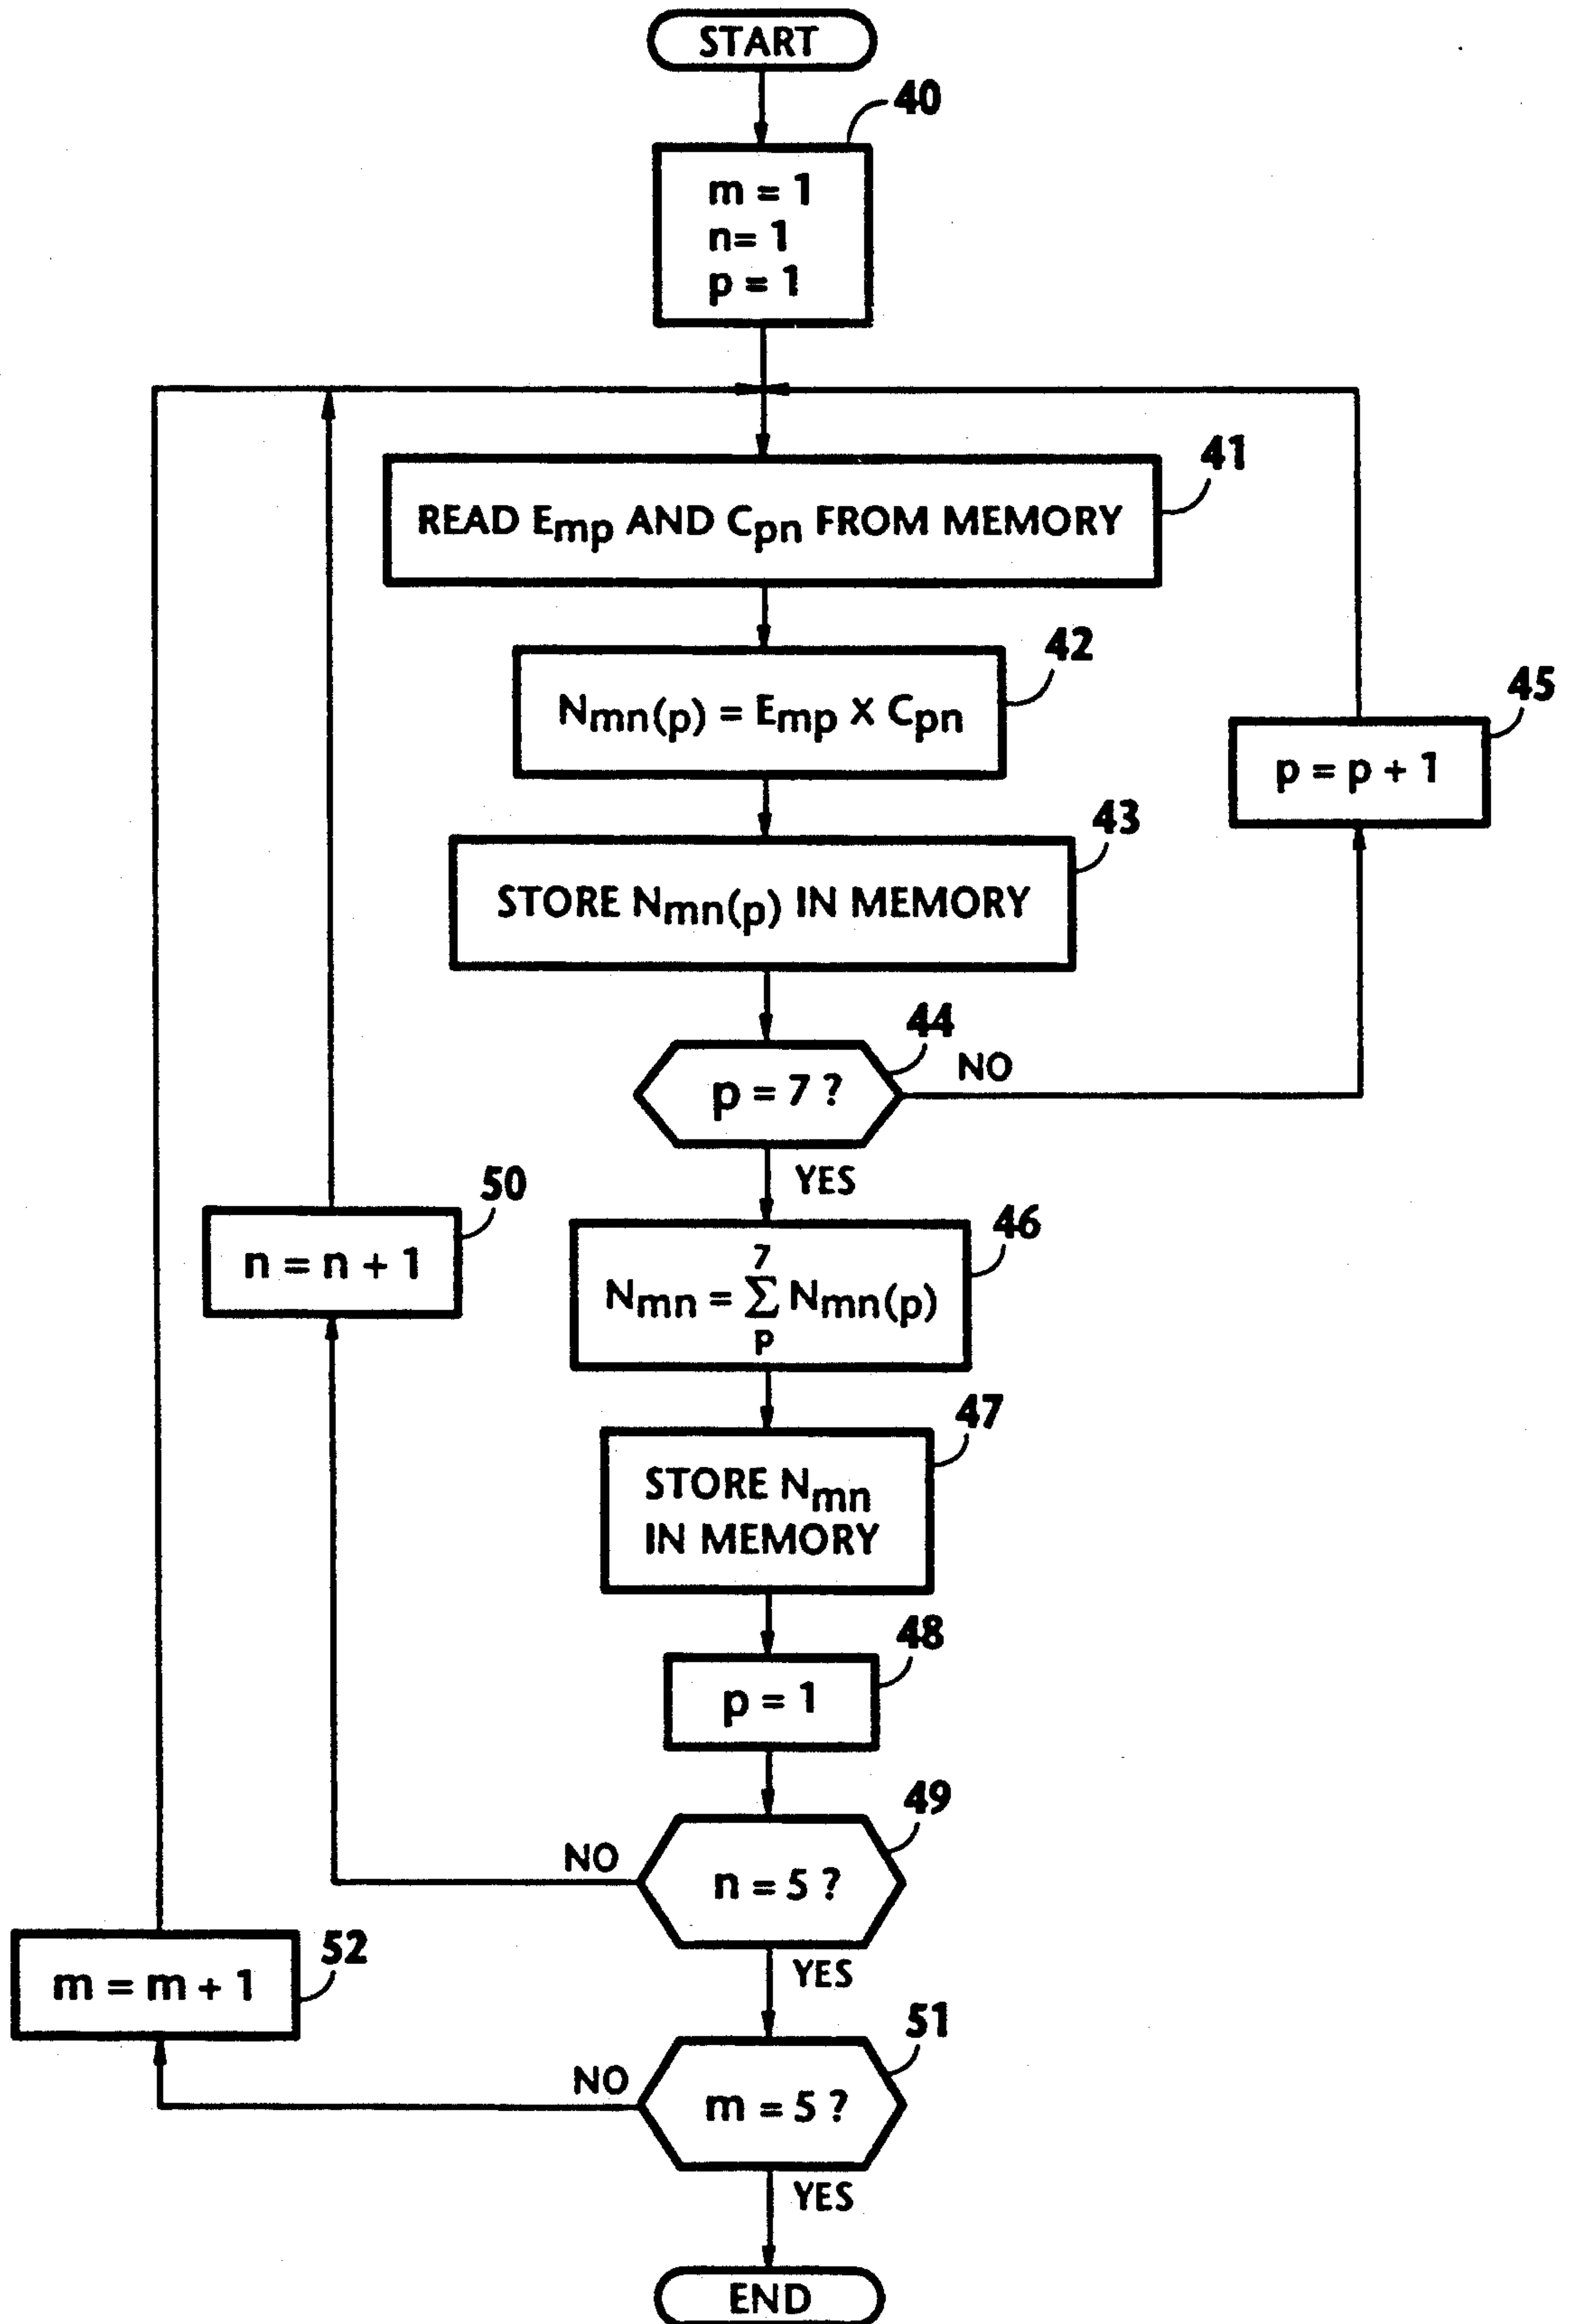 START
40
m = 1
n= 1
p = 1
41
READ Emp AND Cpn FROM MEMORY
42
Nmn(p) = Emp X Cpn
45
p = p + 1
43
STORE Nmn(p) IN MEMORY
44
p = 7 ?
NO
YES
50
n = n + 1
46
7
Nmn = Σ Nmn(p)
p
47
STORE Nmn
IN MEMORY
48
p = 1
49
n = 5 ?
NO
YES
52
m = m + 1
51
m = 5 ?
NO
YES
END